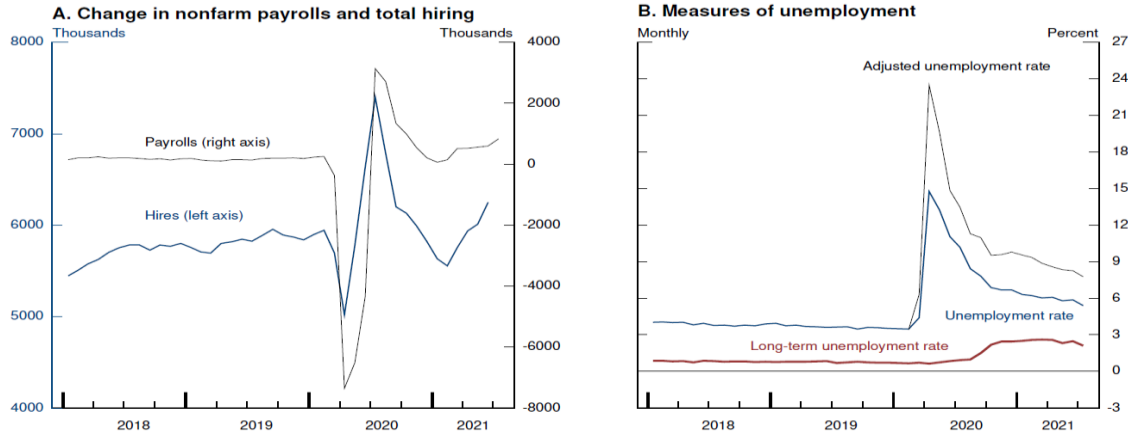 A. Change in nonfarm payrolls and total hiring
Thousands Thousands
8000
7000
6000
5000
4000
4000
2000
0
-2000
-4000
-6000
-8000
Payrolls (right axis)
Hires (left axis)
2018 2019 2020 2021
B. Measures of unemployment
Monthly Percent
27
24
21
18
15
12
9
6
3
0
-3
Adjusted unemployment rate
Unemployment rate
Long-term unemployment rate
2018 2019 2020 2021